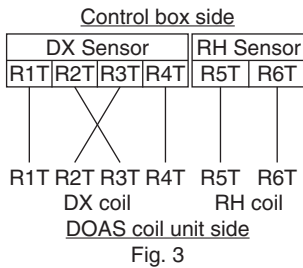 Control box side
DX Sensor RH Sensor
R1T R2T R3T R4T R5T R6T
R1T R2T R3T R4T R5T R6T
DX coil RH coil
DOAS coil unit side
Fig. 3